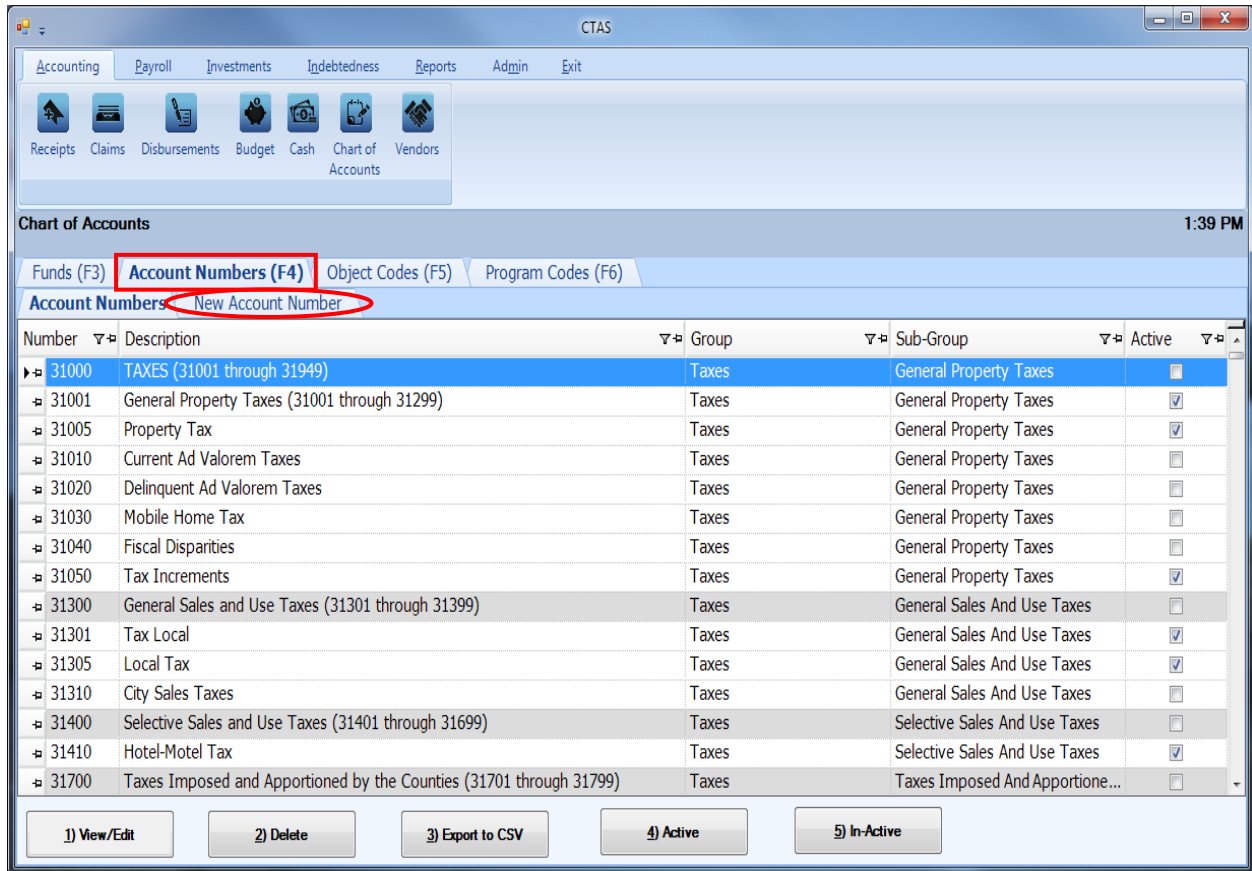 CTAS
Accounting Payroll Investments Indebtedness Reports Admin Exit
Receipts Claims Disbursements Budget Cash Chart of Accounts Vendors
Chart of Accounts 1:39 PM
Funds (F3) Account Numbers (F4) Object Codes (F5) Program Codes (F6)
Account Numbers New Account Number
Number Description Group Sub-Group Active
31000 TAXES (31001 through 31949) Taxes General Property Taxes
31001 General Property Taxes (31001 through 31299) Taxes General Property Taxes
31005 Property Tax Taxes General Property Taxes
31010 Current Ad Valorem Taxes Taxes General Property Taxes
31020 Delinquent Ad Valorem Taxes Taxes General Property Taxes
31030 Mobile Home Tax Taxes General Property Taxes
31040 Fiscal Disparities Taxes General Property Taxes
31050 Tax Increments Taxes General Property Taxes
31300 General Sales and Use Taxes (31301 through 31399) Taxes General Sales And Use Taxes
31301 Tax Local Taxes General Sales And Use Taxes
31305 Local Tax Taxes General Sales And Use Taxes
31310 City Sales Taxes Taxes General Sales And Use Taxes
31400 Selective Sales and Use Taxes (31401 through 31699) Taxes Selective Sales And Use Taxes
31410 Hotel-Motel Tax Taxes Selective Sales And Use Taxes
31700 Taxes Imposed and Apportioned by the Counties (31701 through 31799) Taxes Taxes Imposed And Apportione...
1) View/Edit 2) Delete 3) Export to CSV 4) Active 5) In-Active